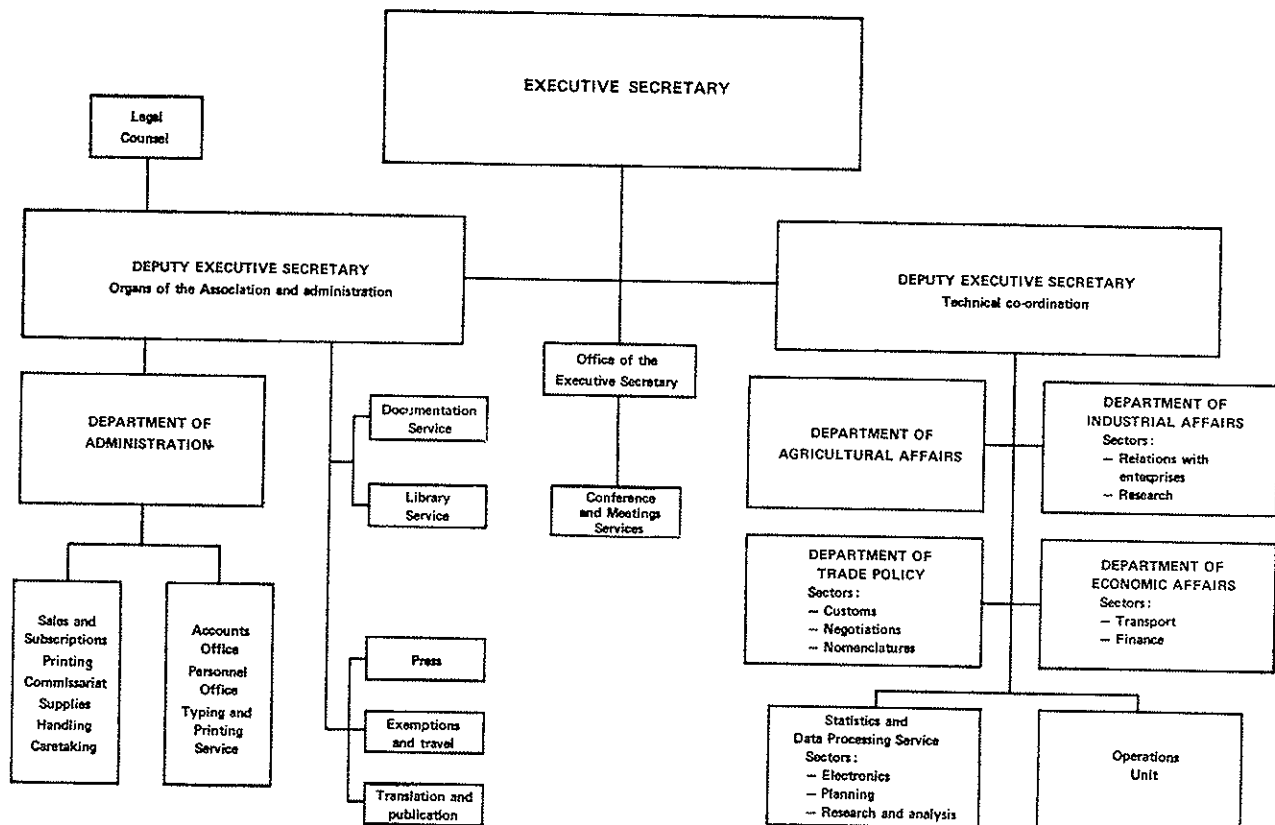 EXECUTIVE SECRETARY
Legal
Counsel
DEPUTY EXECUTIVE SECRETARY
Organs of the Association and administration
DEPUTY EXECUTIVE SECRETARY
Technical co-ordination
Office of the
Executive Secretary
DEPARTMENT OF
ADMINISTRATION
Documentation
Service
Library
Service
Conference
and Meetings
Services
DEPARTMENT OF
AGRICULTURAL AFFAIRS
DEPARTMENT OF
INDUSTRIAL AFFAIRS
Sectors:
— Relations with
enterprises
— Research
DEPARTMENT OF
TRADE POLICY
Sectors:
— Customs
— Negotiations
— Nomenclatures
DEPARTMENT OF
ECONOMIC AFFAIRS
Sectors:
— Transport
— Finance
Sales and
Subscriptions
Printing
Commissariat
Supplies
Handling
Caretaking
Accounts
Office
Personnel
Office
Typing and
Printing
Service
Press
Exemptions
and travel
Translation and
publication
Statistics and
Data Processing Service
Sectors:
— Electronics
— Planning
— Research and analysis
Operations
Unit